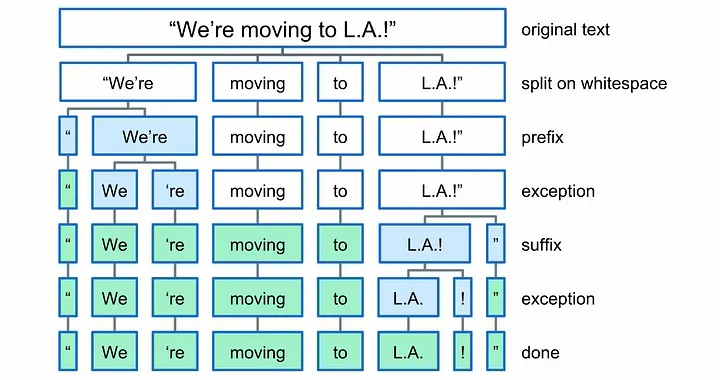 “We’re moving to L.A.!” original text
“We’re moving to L.A.!” split on whitespace
“ We’re moving to L.A.!” prefix
“ We ‘re moving to L.A.!” exception
“ We ‘re moving to L.A.! ” suffix
“ We ‘re moving to L.A. ! ” exception
“ We ‘re moving to L.A. ! ” done